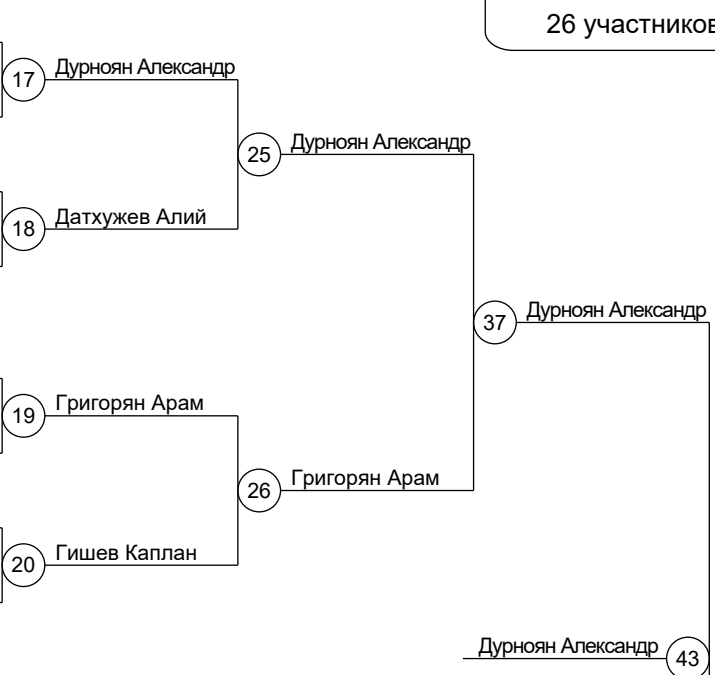 26 участников
17 Дурноян Александр
25 Дурноян Александр
18 Датхужев Алий
37 Дурноян Александр
19 Григорян Арам
26 Григорян Арам
20 Гишев Каплан
Дурноян Александр 43